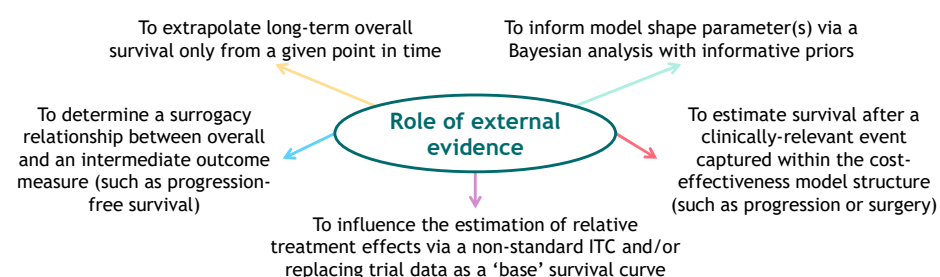 To extrapolate long-term overall
survival only from a given point in time
To inform model shape parameter(s) via a
Bayesian analysis with informative priors
To determine a surrogacy
relationship between overall
and an intermediate outcome
measure (such as progression-
free survival)
Role of external
evidence
To estimate survival after a
clinically-relevant event
captured within the cost-
effectiveness model structure
(such as progression or surgery)
To influence the estimation of relative
treatment effects via a non-standard ITC and/or
replacing trial data as a ‘base’ survival curve